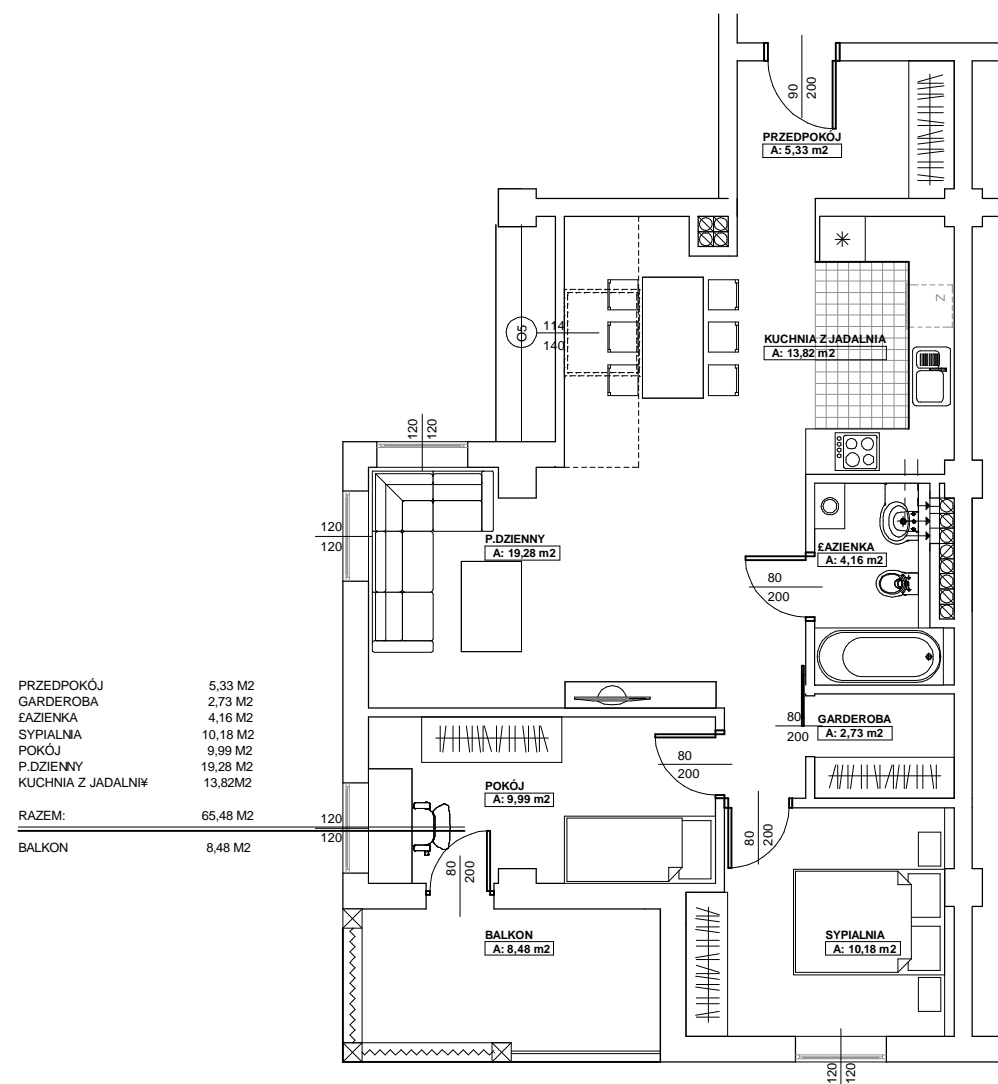 90
200
PRZEDPOKÓJ
A: 5,33 m2
Z
O5
114
140
KUCHNIA Z JADALNIA
A: 13,82 m2
120
120
120
120
P.DZIENNY
A: 19,28 m2
£AZIENKA
A: 4,16 m2
80
200
PRZEDPOKÓJ 5,33 M2
GARDEROBA 2,73 M2
£AZIENKA 4,16 M2
SYPIALNIA 10,18 M2
POKÓJ 9,99 M2
P.DZIENNY 19,28 M2
KUCHNIA Z JADALNI¥ 13,82M2
RAZEM: 65,48 M2
BALKON 8,48 M2
80
200
GARDEROBA
A: 2,73 m2
80
200
POKÓJ
A: 9,99 m2
120
120
80
200
80
200
BALKON
A: 8,48 m2
SYPIALNIA
A: 10,18 m2
120
120